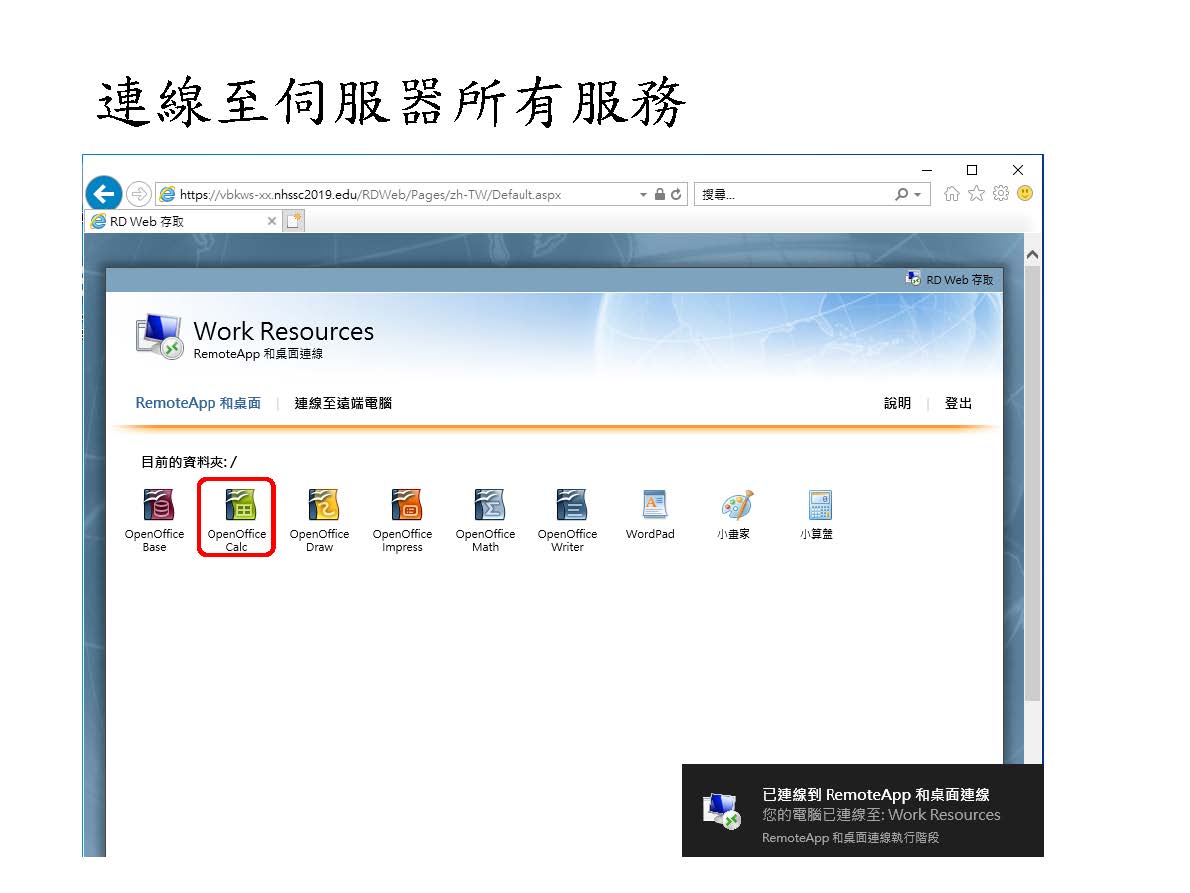 連線至伺服器所有服務
https://vbkws-xx.nhssc2019.edu/RDWeb/Pages/zh-TW/Default.aspx
搜尋...
RD Web 存取
RD Web 存取
Work Resources
RemoteApp 和桌面連線
RemoteApp 和桌面 | 連線至遠端電腦
說明 | 登出
目前的資料夾: /
OpenOffice Base
OpenOffice Calc
OpenOffice Draw
OpenOffice Impress
OpenOffice Math
OpenOffice Writer
WordPad
小畫家
小算盤
已連線到 RemoteApp 和桌面連線
您的電腦已連線至: Work Resources
RemoteApp 和桌面連線執行階段